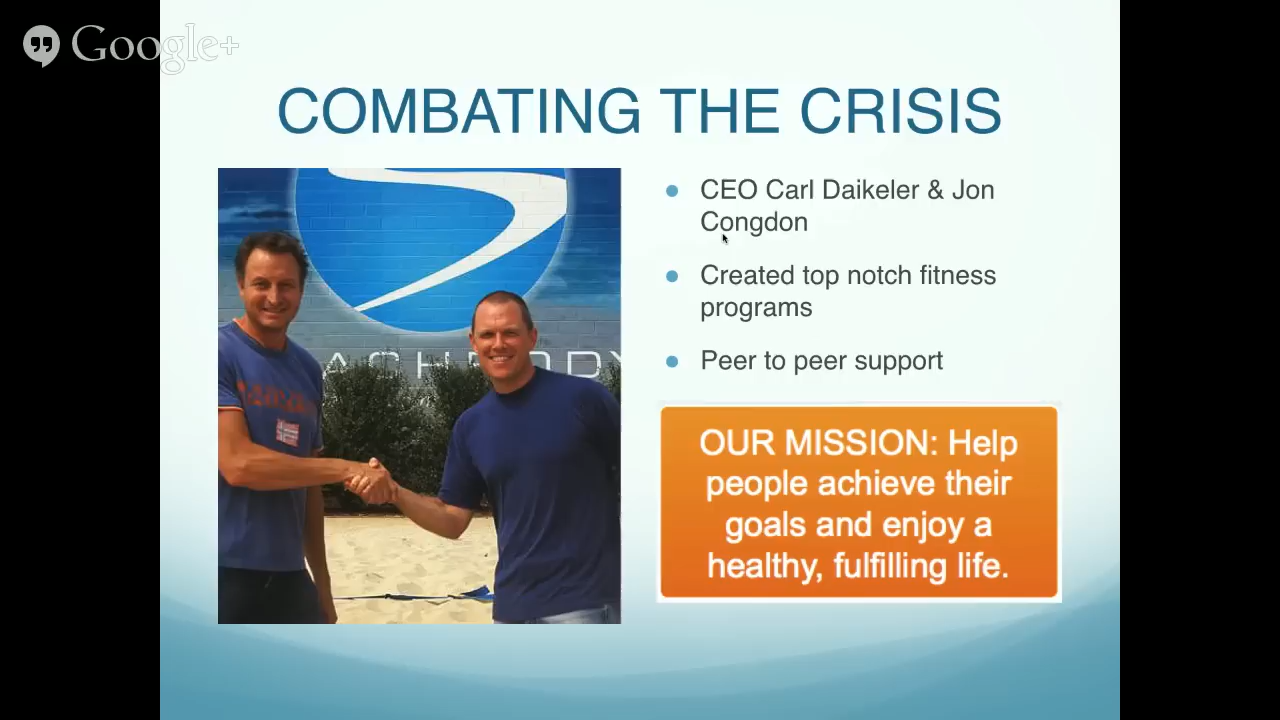 Google+
COMBATING THE CRISIS
CEO Carl Daikeler & Jon
Congdon
Created top notch fitness
programs
Peer to peer support
OUR MISSION: Help
people achieve their
goals and enjoy a
healthy, fulfilling life.